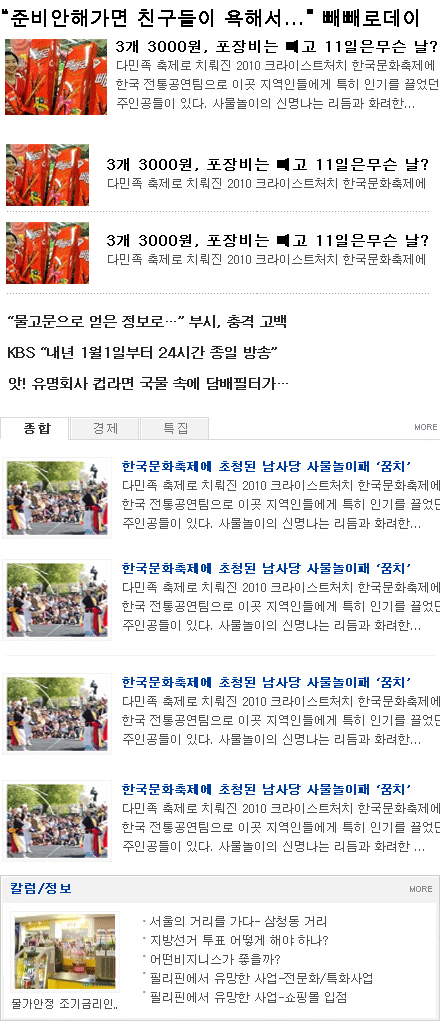 "준비안해가면 친구들이 욕해서..." 빼빼로데이
3개 3000원, 포장비는 빼고 11일은무슨 날?
다민족 축제로 치뤄진 2010 크라이스트처치 한국문화축제에
한국 전통공연팀으로 이곳 지역인들에게 특히 인기를 끌었던
주인공들이 있다. 사물놀이의 신명나는 리듬과 화려한...
3개 3000원, 포장비는 빼고 11일은무슨 날?
다민족 축제로 치뤄진 2010 크라이스트처치 한국문화축제에
3개 3000원, 포장비는 빼고 11일은무슨 날?
다민족 축제로 치뤄진 2010 크라이스트처치 한국문화축제에
“물고문으로 얻은 정보로…” 부시, 충격 고백
KBS “내년 1월1일부터 24시간 종일 방송”
앗! 유명회사 컵라면 국물 속에 담배필터가…
종합 경제 특집 MORE
한국문화축제에 초청된 남사당 사물놀이패 ‘꿈치’
다민족 축제로 치뤄진 2010 크라이스트처치 한국문화축제에
한국 전통공연팀으로 이곳 지역인들에게 특히 인기를 끌었던
주인공들이 있다. 사물놀이의 신명나는 리듬과 화려한...
한국문화축제에 초청된 남사당 사물놀이패 ‘꿈치’
다민족 축제로 치뤄진 2010 크라이스트처치 한국문화축제에
한국 전통공연팀으로 이곳 지역인들에게 특히 인기를 끌었던
주인공들이 있다. 사물놀이의 신명나는 리듬과 화려한...
한국문화축제에 초청된 남사당 사물놀이패 ‘꿈치’
다민족 축제로 치뤄진 2010 크라이스트처치 한국문화축제에
한국 전통공연팀으로 이곳 지역인들에게 특히 인기를 끌었던
주인공들이 있다. 사물놀이의 신명나는 리듬과 화려한...
한국문화축제에 초청된 남사당 사물놀이패 ‘꿈치’
다민족 축제로 치뤄진 2010 크라이스트처치 한국문화축제에
한국 전통공연팀으로 이곳 지역인들에게 특히 인기를 끌었던
주인공들이 있다. 사물놀이의 신명나는 리듬과 화려한 ...
칼럼/정보 MORE
서울의 거리를 가다- 삼청동 거리
지방선거 투표 어떻게 해야 하나?
어떤비지니스가 좋을까?
필리핀에서 유망한 사업-전문화/특화사업
필리핀에서 유망한 사업-쇼핑몰 입점
물가안정 조기금리인..